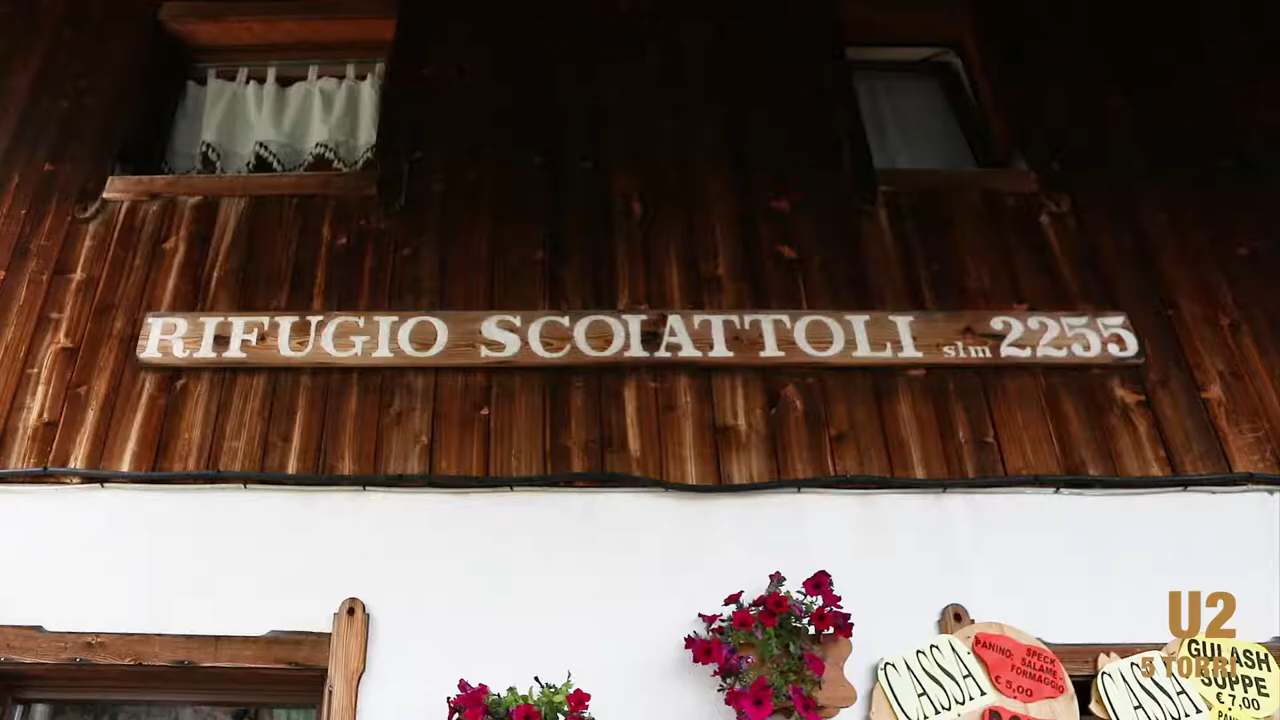 RIFUGIO SCOIATTOLI slm 2255
U2
5 TORRI
CASSA
PANINO: SPECK
SALAME-
FORMAGGIO
€ 5,00
CASSA
GULASH
SUPPE
€ 7,00